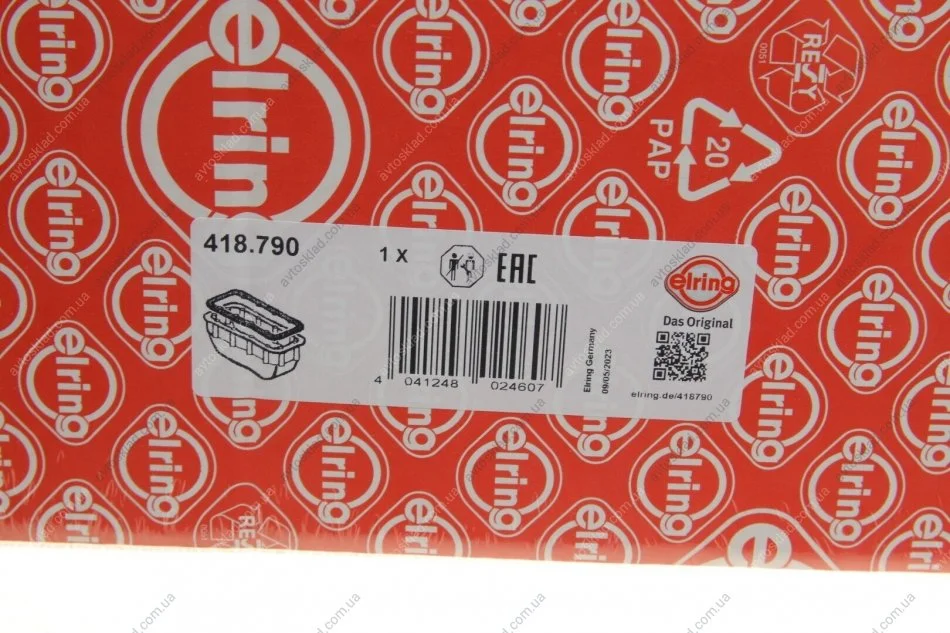 elring
RESY
0051
20
PAP
418.790
1 X
EAC
elring
Das Original
4 041248 024607
Elring Germany
09/05/2023
elring.de/418790
avtosklad.com.ua